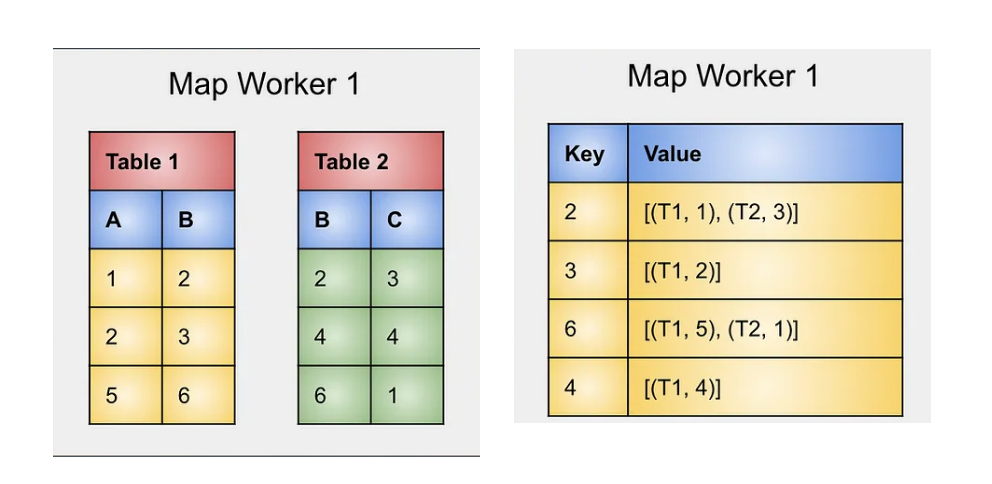 Map Worker 1
Table 1
A B
1 2
2 3
5 6
Table 2
B C
2 3
4 4
6 1
Map Worker 1
Key Value
2 [(T1, 1), (T2, 3)]
3 [(T1, 2)]
6 [(T1, 5), (T2, 1)]
4 [(T1, 4)]